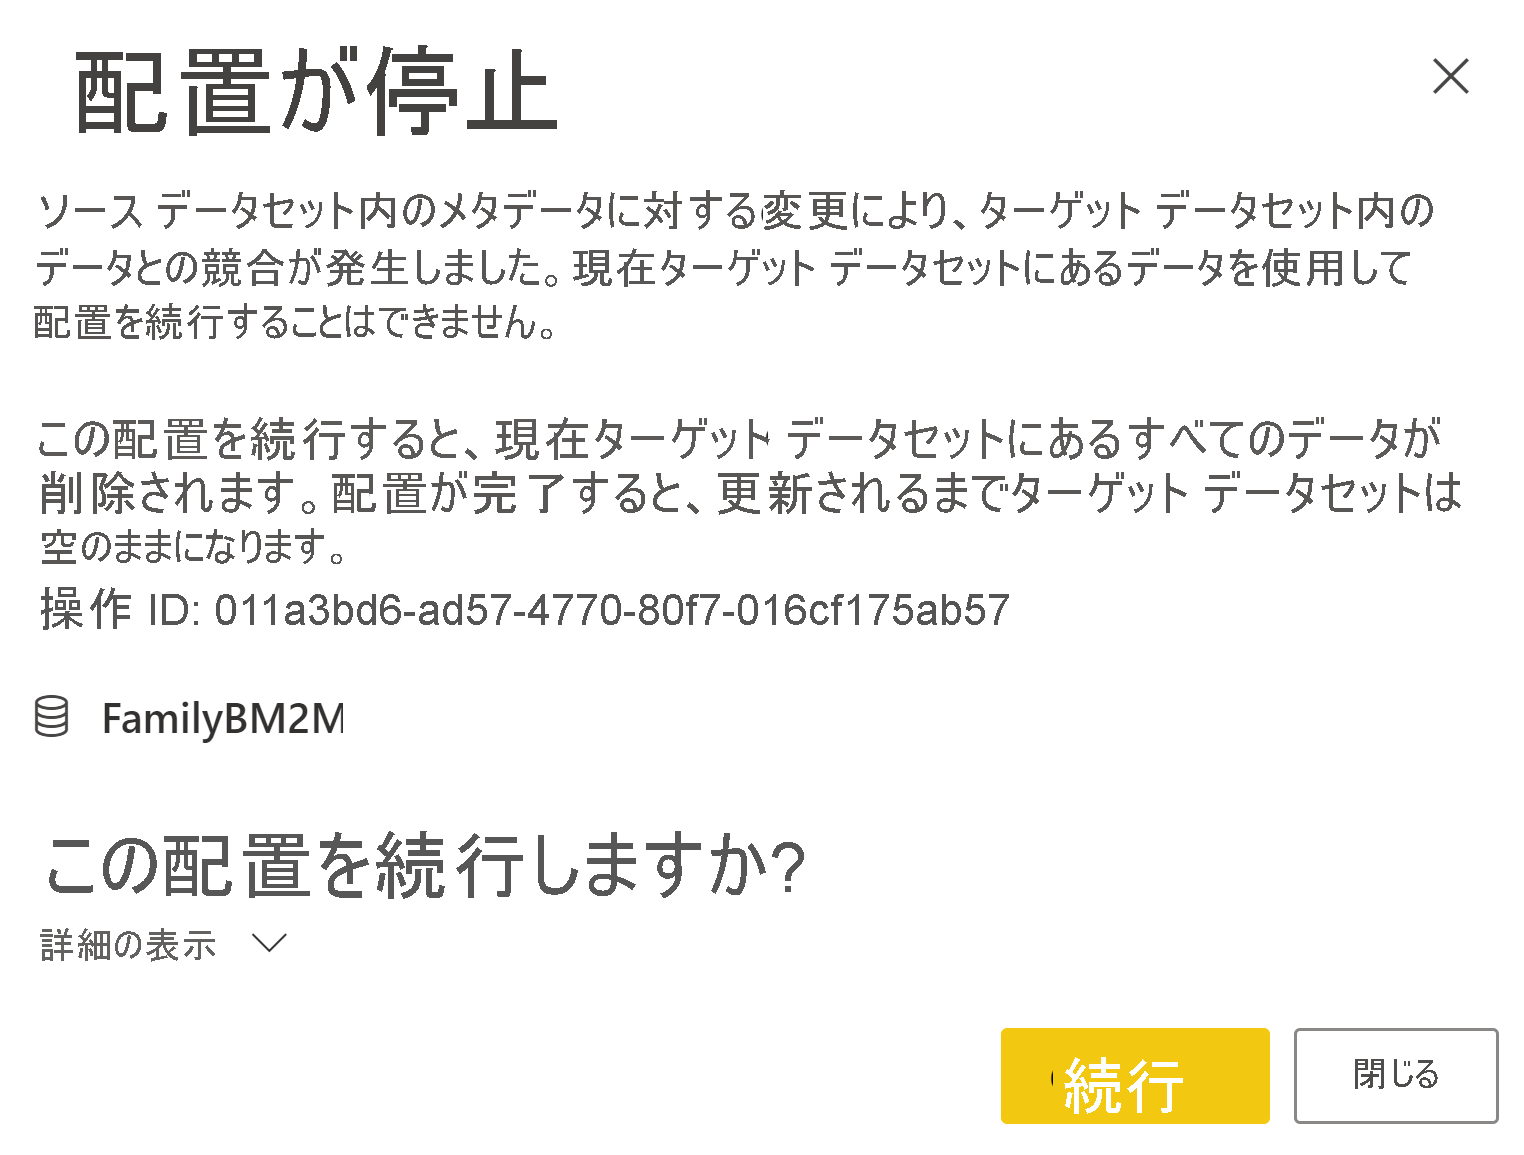 配置が停止
ソース データセット内のメタデータに対する変更により、ターゲット データセット内の
データとの競合が発生しました。現在ターゲット データセットにあるデータを使用して
配置を続行することはできません。
この配置を続行すると、現在ターゲット データセットにあるすべてのデータが
削除されます。配置が完了すると、更新されるまでターゲット データセットは
空のままになります。
操作 ID: 011a3bd6-ad57-4770-80f7-016cf175ab57
FamilyBM2M
この配置を続行しますか?
詳細の表示
続行
閉じる